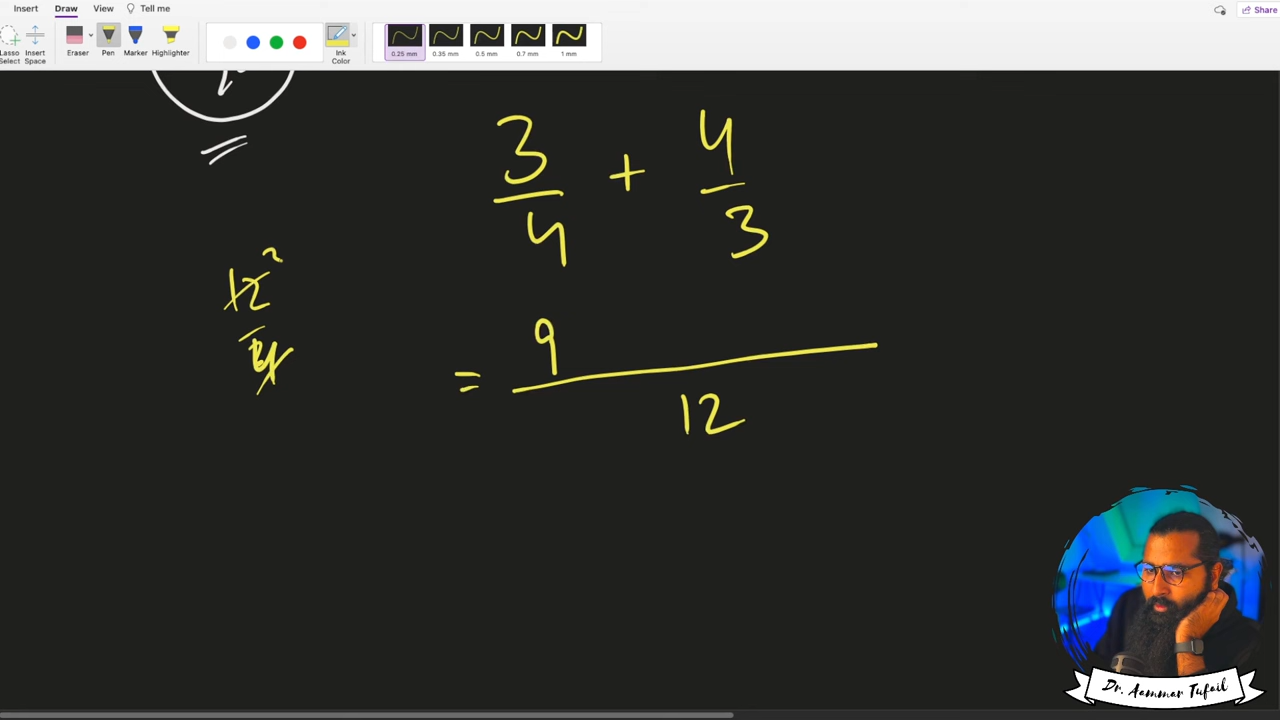 Insert Draw View Tell me Share
Lasso Select Insert Space Eraser Pen Marker Highlighter Ink Color 0.25 mm 0.35 mm 0.5 mm 0.7 mm 1 mm
3/4 + 4/3
12
= 9/12
Dr. Aammar Tufail